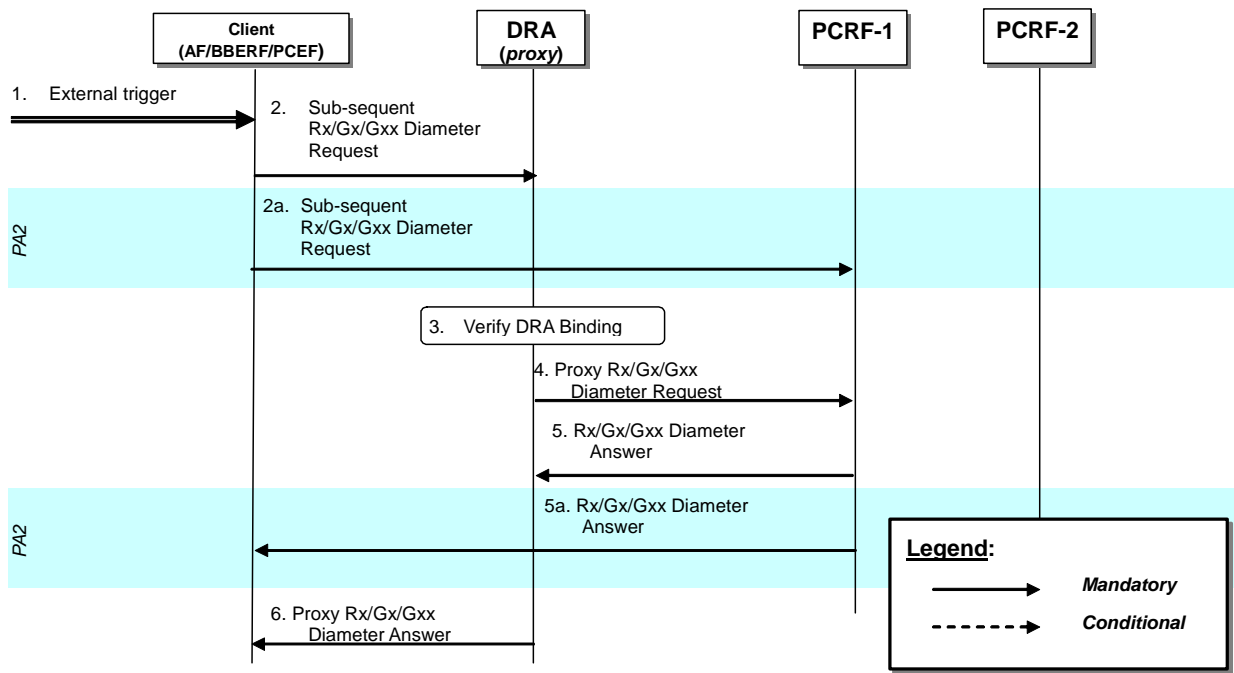 Client
(AF/BBERF/PCEF)
DRA
(proxy)
PCRF-1
PCRF-2
1. External trigger
2. Sub-sequent
Rx/Gx/Gxx Diameter
Request
PA2
2a. Sub-sequent
Rx/Gx/Gxx Diameter
Request
3. Verify DRA Binding
4. Proxy Rx/Gx/Gxx
Diameter Request
5. Rx/Gx/Gxx Diameter
Answer
PA2
5a. Rx/Gx/Gxx Diameter
Answer
6. Proxy Rx/Gx/Gxx
Diameter Answer
Legend:
Mandatory
Conditional